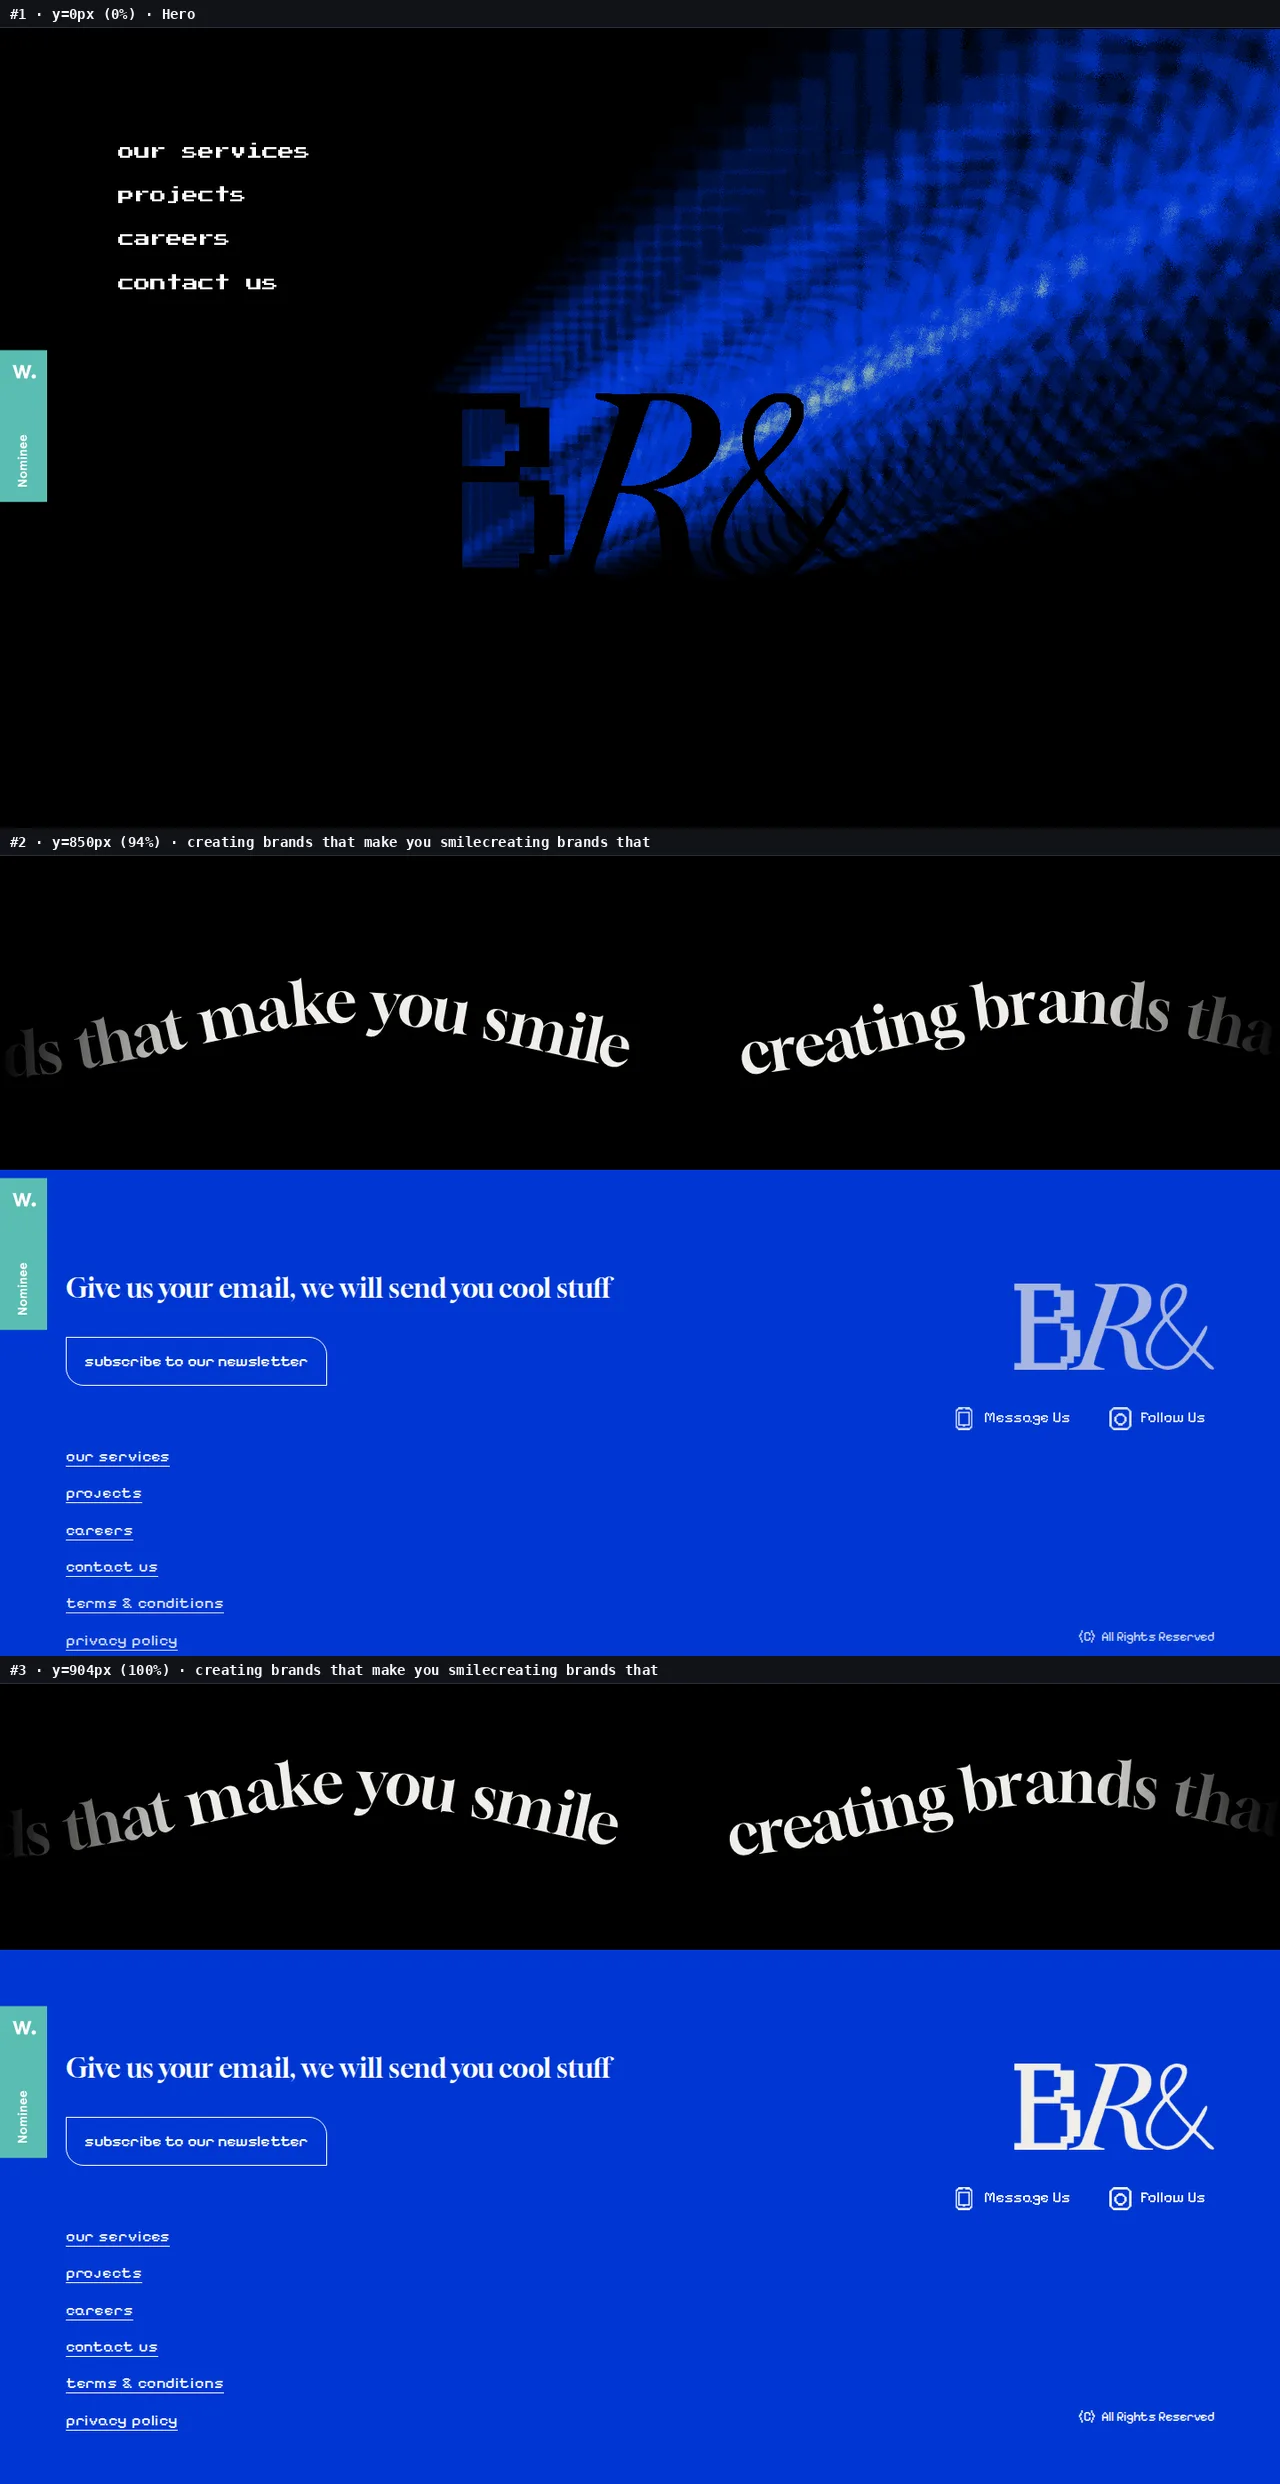 #1 · y=0px (0%) · Hero
our services
projects
careers
contact us
W.
Nominee
BR&
#2 · y=850px (94%) · creating brands that make you smilecreating brands that
ds that make you smile creating brands tha
W.
Nominee
Give us your email, we will send you cool stuff
subscribe to our newsletter
BR&
Message Us Follow Us
our services
projects
careers
contact us
terms & conditions
privacy policy
(C) All Rights Reserved
#3 · y=904px (100%) · creating brands that make you smilecreating brands that
ds that make you smile creating brands that
W.
Nominee
Give us your email, we will send you cool stuff
subscribe to our newsletter
BR&
Message Us Follow Us
our services
projects
careers
contact us
terms & conditions
privacy policy
(C) All Rights Reserved